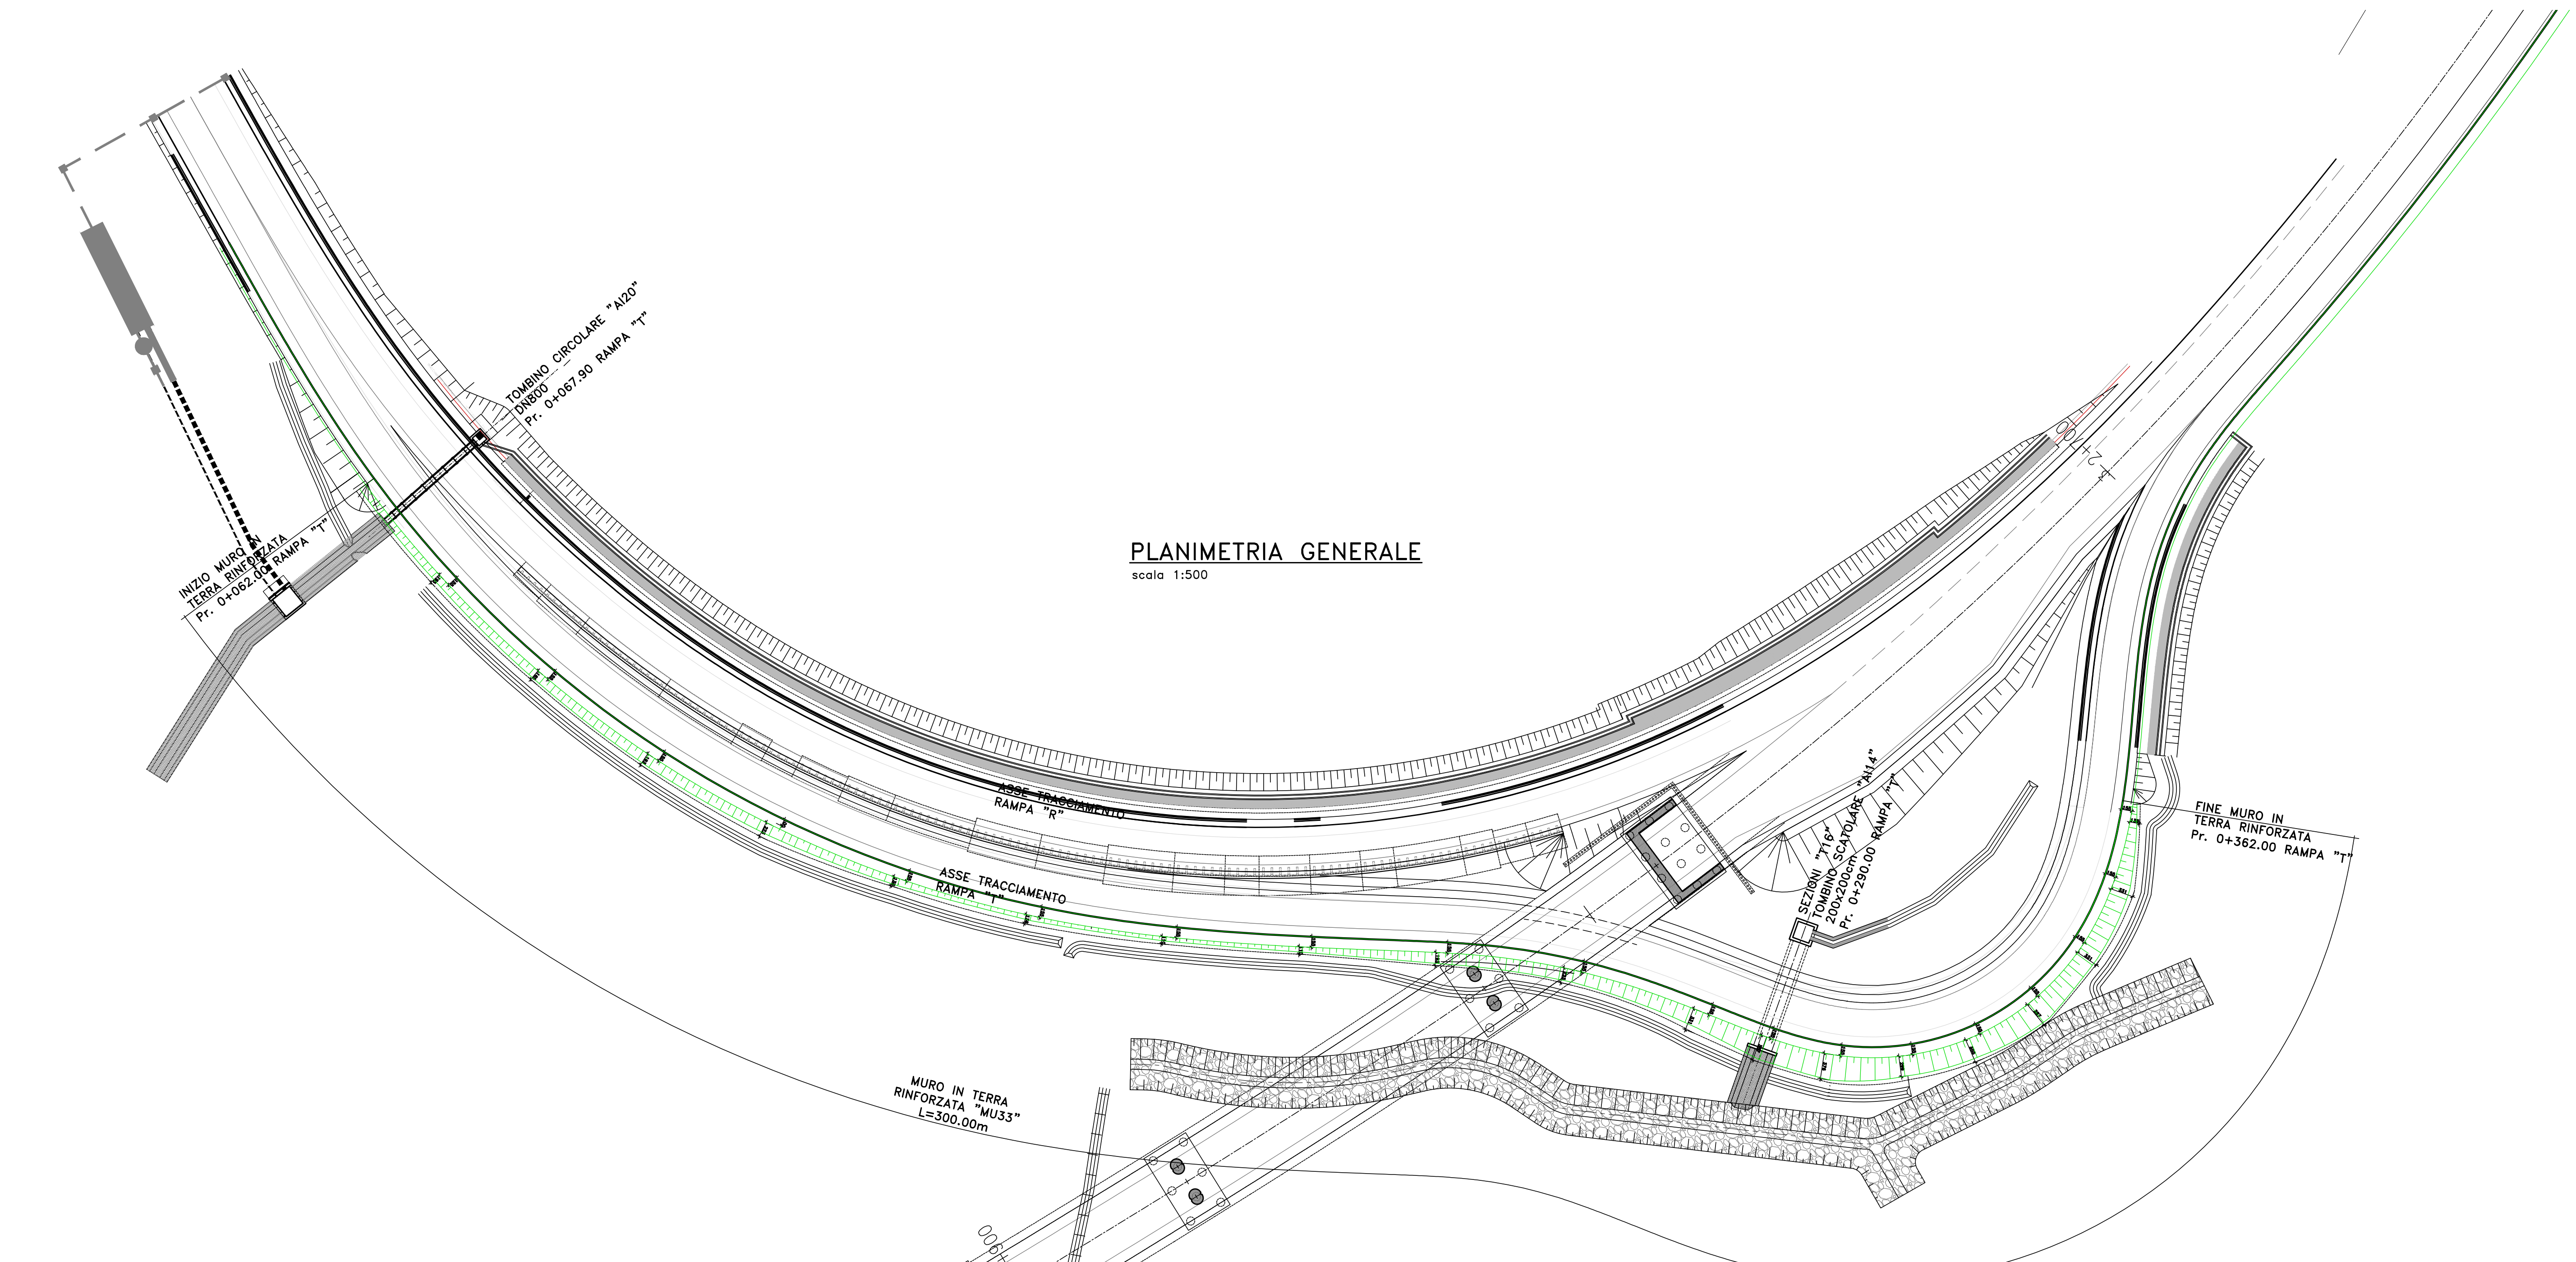 TOMBINO CIRCOLARE "AI20"
DN800
Pr. 0+067.90 RAMPA "T"
INIZIO MURO IN
TERRA RINFORZATA
Pr. 0+062.00 RAMPA "T"
PLANIMETRIA GENERALE
scala 1:500
2+700
ASSE TRACCIAMENTO
RAMPA "R"
ASSE TRACCIAMENTO
RAMPA "T"
SEZIONI "T16"
TOMBINO SCATOLARE "AI14"
200x200cm
Pr. 0+290.00 RAMPA "T"
FINE MURO IN
TERRA RINFORZATA
Pr. 0+362.00 RAMPA "T"
MURO IN TERRA
RINFORZATA "MU33"
L=300.00m
900